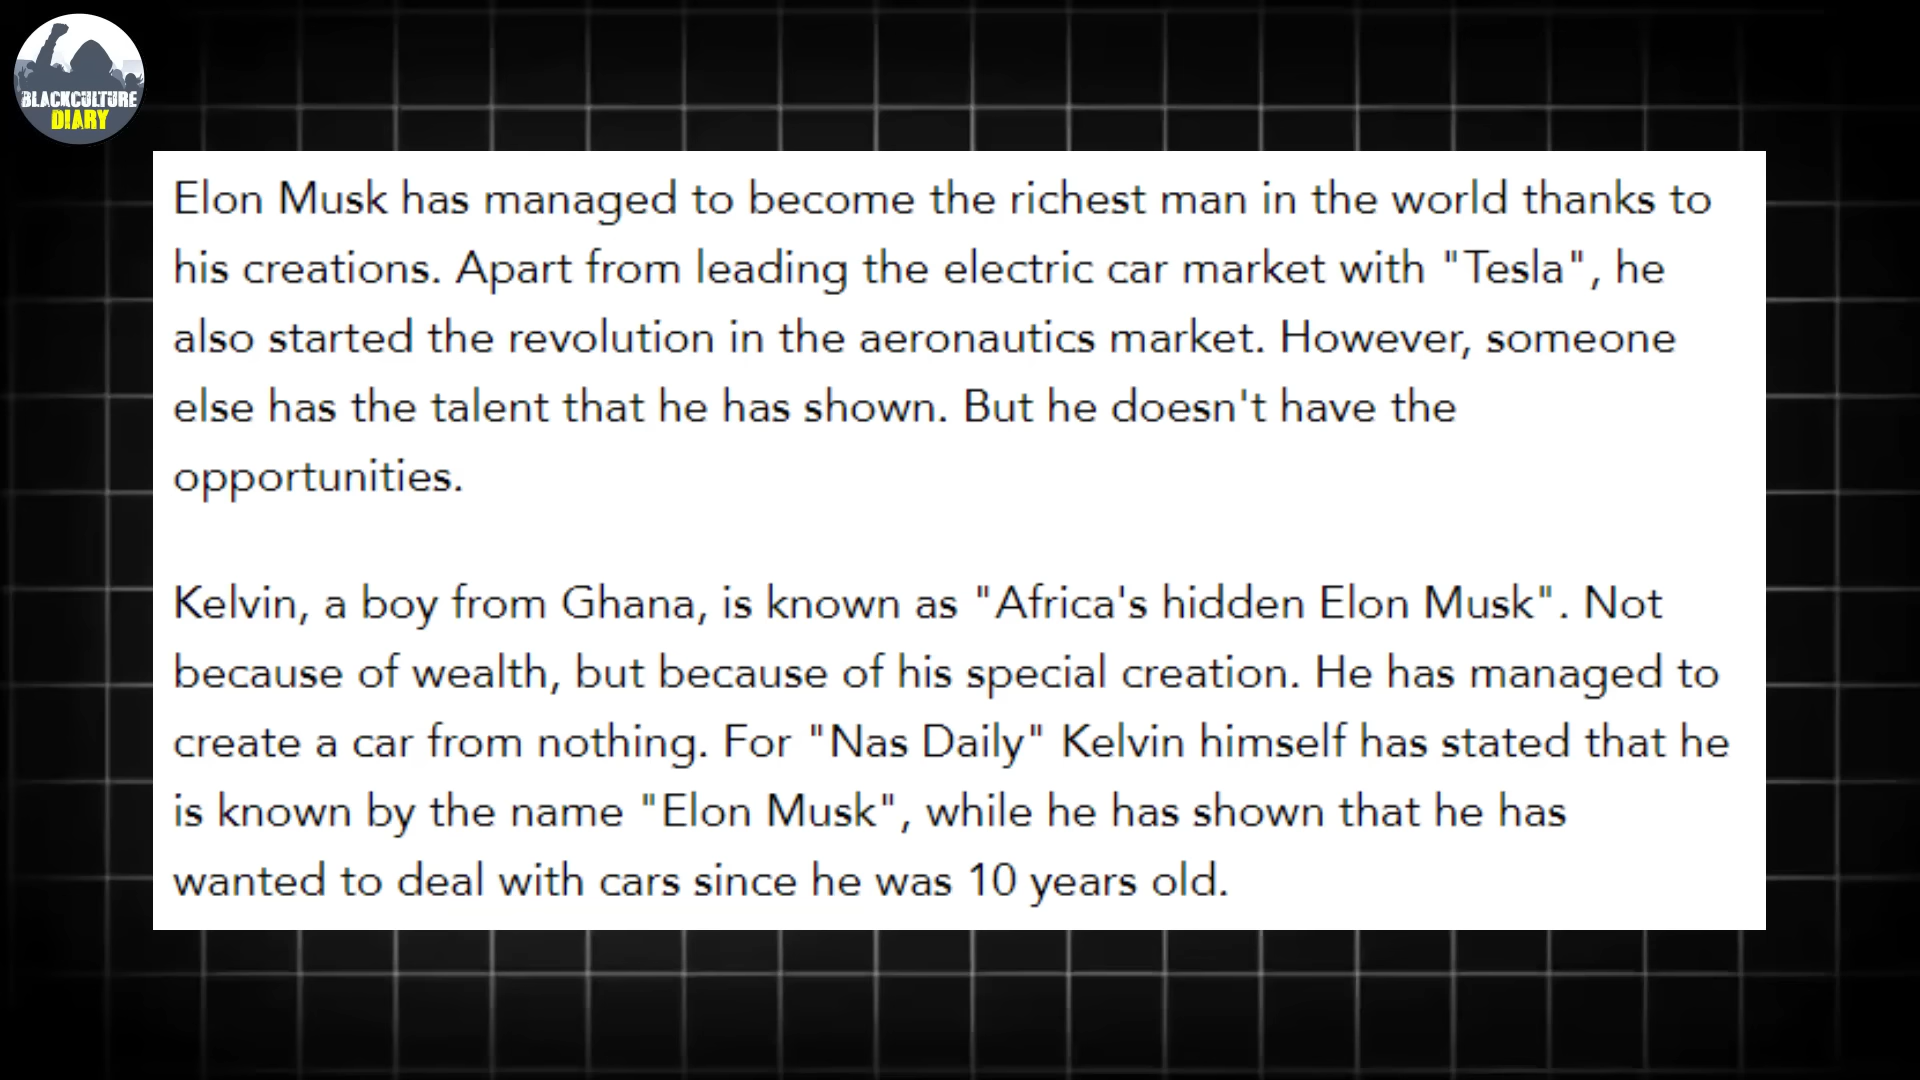 BLACKCULTURE
DIARY
Elon Musk has managed to become the richest man in the world thanks to
his creations. Apart from leading the electric car market with "Tesla", he
also started the revolution in the aeronautics market. However, someone
else has the talent that he has shown. But he doesn't have the
opportunities.
Kelvin, a boy from Ghana, is known as "Africa's hidden Elon Musk". Not
because of wealth, but because of his special creation. He has managed to
create a car from nothing. For "Nas Daily" Kelvin himself has stated that he
is known by the name "Elon Musk", while he has shown that he has
wanted to deal with cars since he was 10 years old.